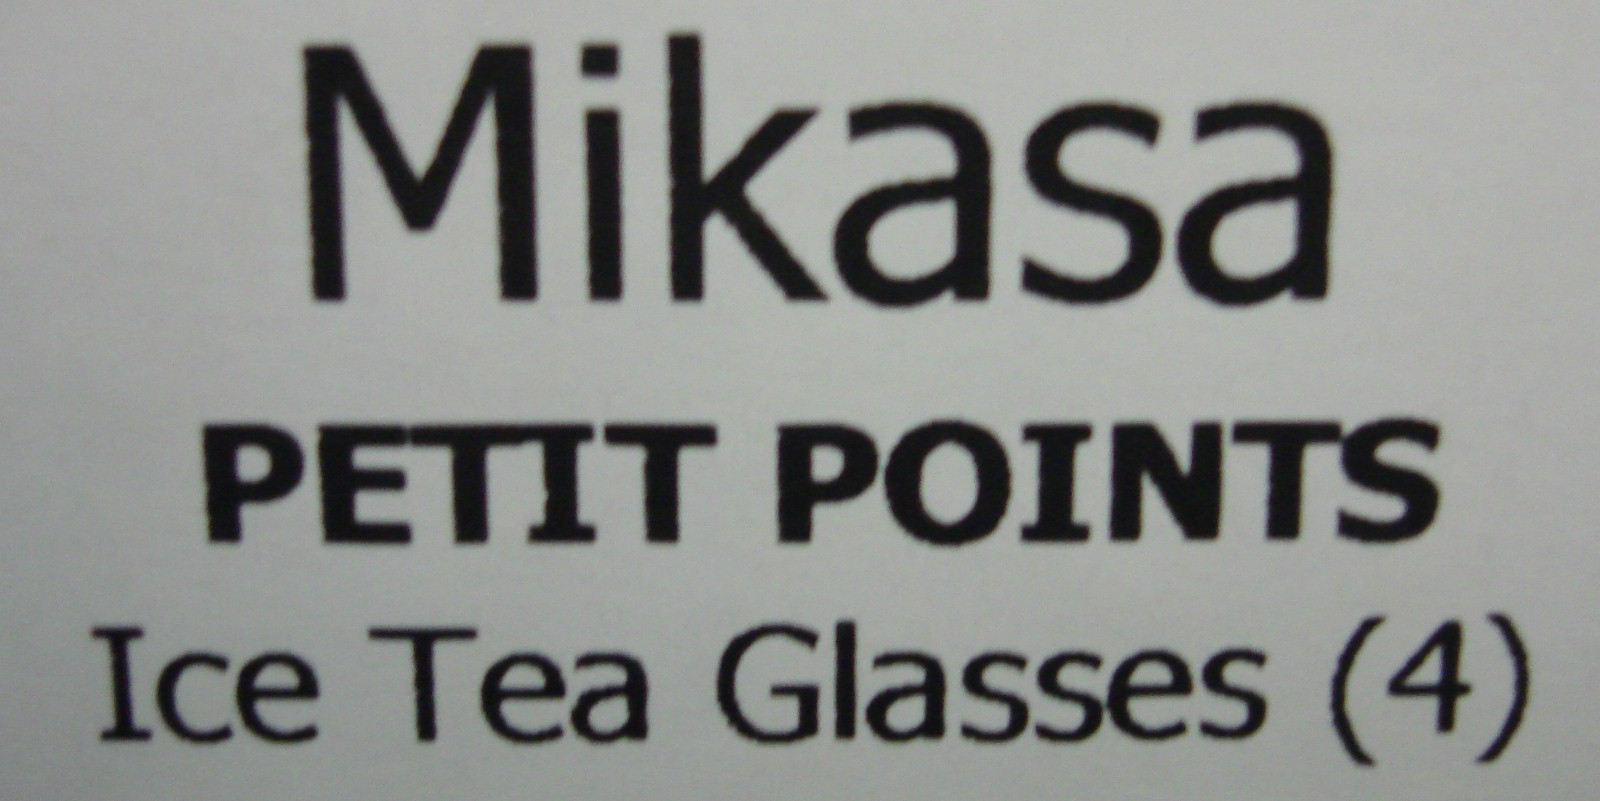 Mikasa
PETIT POINTS
Ice Tea Glasses (4)